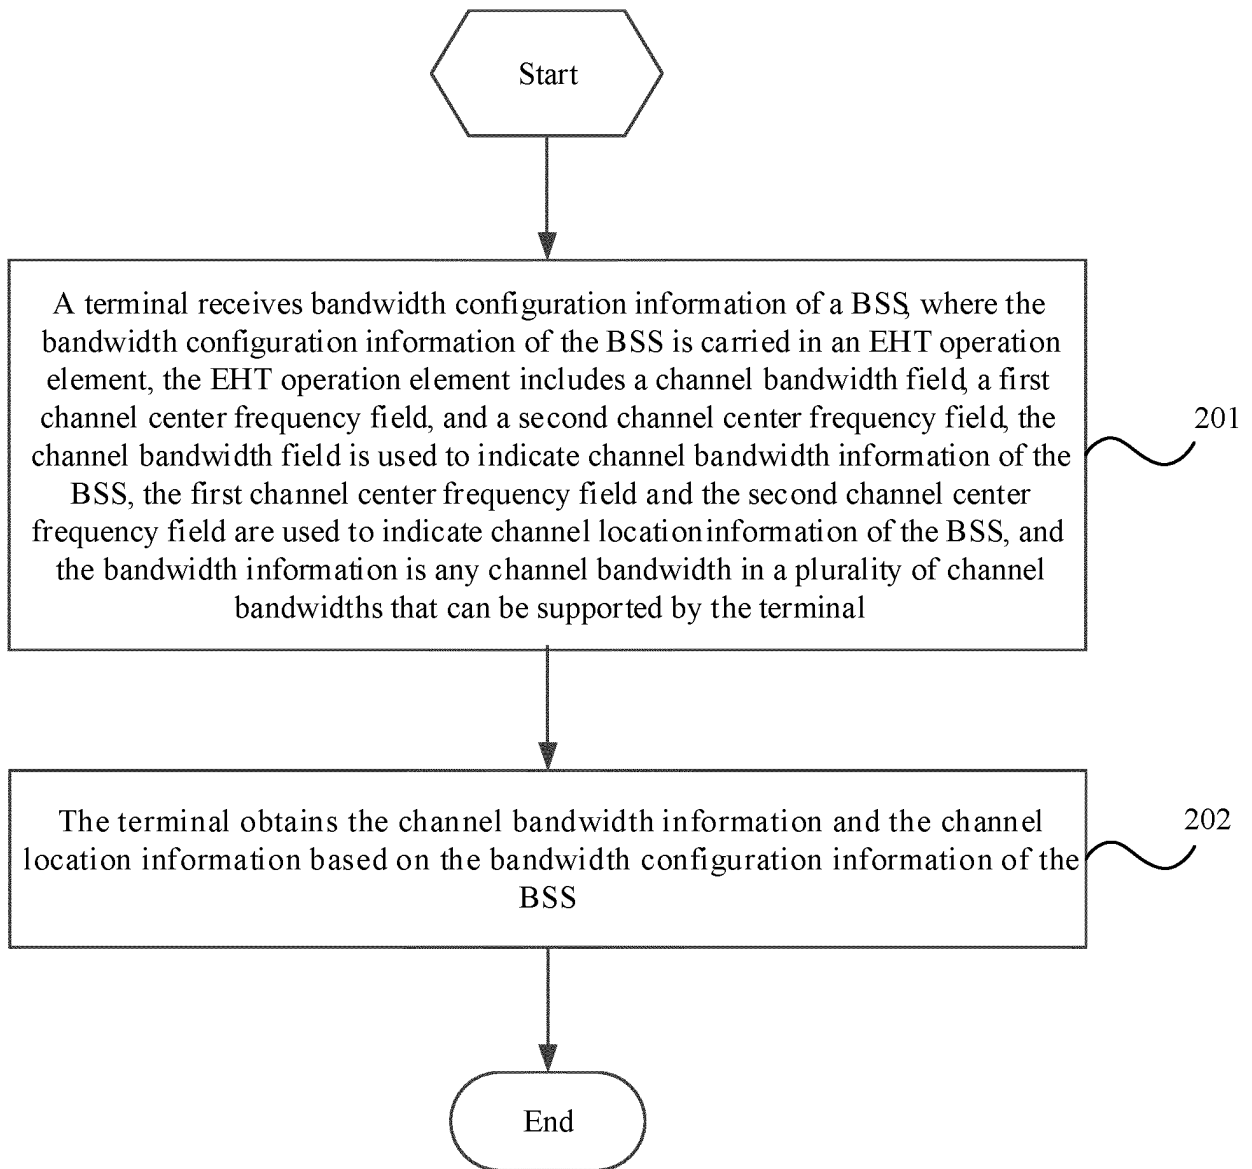 Start
A terminal receives bandwidth configuration information of a BSS, where the
bandwidth configuration information of the BSS is carried in an EHT operation
element, the EHT operation element includes a channel bandwidth field, a first
channel center frequency field, and a second channel center frequency field, the
channel bandwidth field is used to indicate channel bandwidth information of the
BSS, the first channel center frequency field and the second channel center
frequency field are used to indicate channel location information of the BSS, and
the bandwidth information is any channel bandwidth in a plurality of channel
bandwidths that can be supported by the terminal
201
The terminal obtains the channel bandwidth information and the channel
location information based on the bandwidth configuration information of the
BSS
202
End